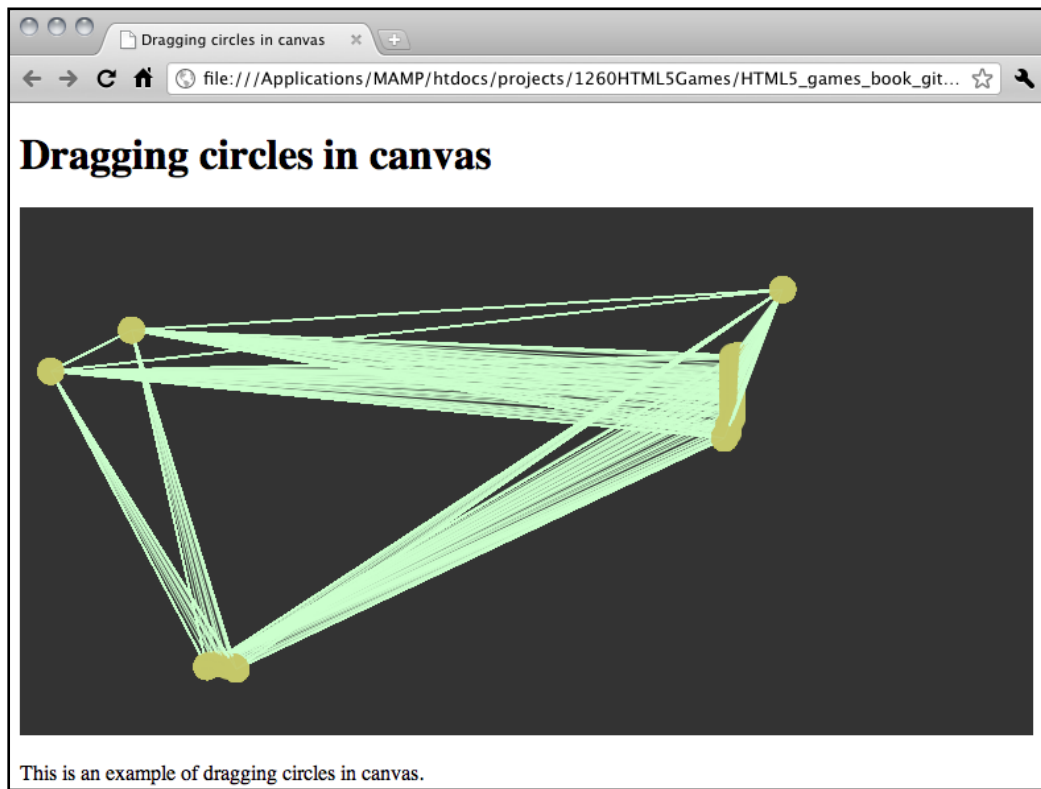 Dragging circles in canvas
file:///Applications/MAMP/htdocs/projects/1260HTML5Games/HTML5_games_book_git...
Dragging circles in canvas
This is an example of dragging circles in canvas.